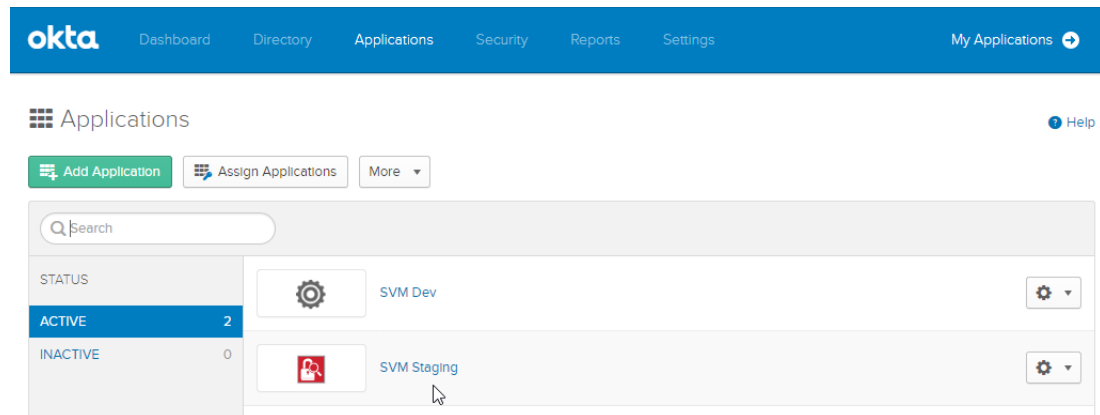 okta Dashboard Directory Applications Security Reports Settings My Applications
Applications
Help
Add Application Assign Applications More
Search
STATUS
ACTIVE 2
INACTIVE 0
SVM Dev
SVM Staging